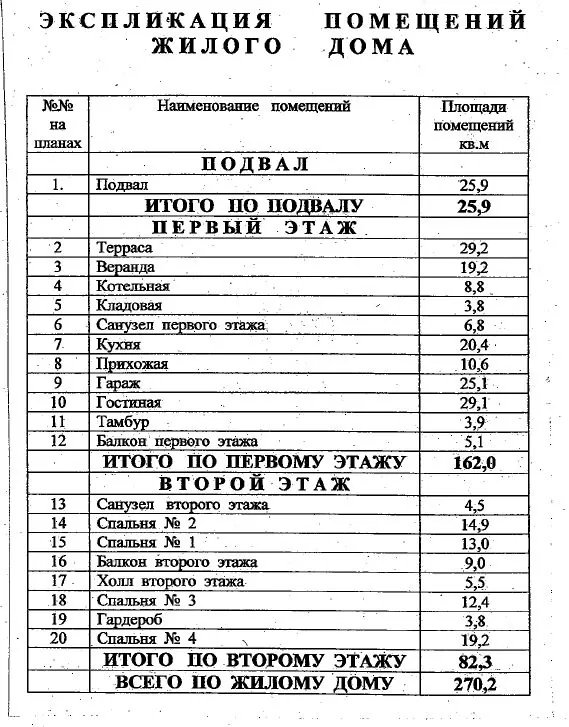 ЭКСПЛИКАЦИЯ ПОМЕЩЕНИЙ
ЖИЛОГО ДОМА
№№ на планах Наименование помещений Площади помещений кв.м
ПОДВАЛ
1. Подвал 25,9
ИТОГО ПО ПОДВАЛУ 25,9
ПЕРВЫЙ ЭТАЖ
2 Терраса 29,2
3 Веранда 19,2
4 Котельная 8,8
5 Кладовая 3,8
6 Санузел первого этажа 6,8
7 Кухня 20,4
8 Прихожая 10,6
9 Гараж 25,1
10 Гостиная 29,1
11 Тамбур 3,9
12 Балкон первого этажа 5,1
ИТОГО ПО ПЕРВОМУ ЭТАЖУ 162,0
ВТОРОЙ ЭТАЖ
13 Санузел второго этажа 4,5
14 Спальня № 2 14,9
15 Спальня № 1 13,0
16 Балкон второго этажа 9,0
17 Холл второго этажа 5,5
18 Спальня № 3 12,4
19 Гардероб 3,8
20 Спальня № 4 19,2
ИТОГО ПО ВТОРОМУ ЭТАЖУ 82,3
ВСЕГО ПО ЖИЛОМУ ДОМУ 270,2